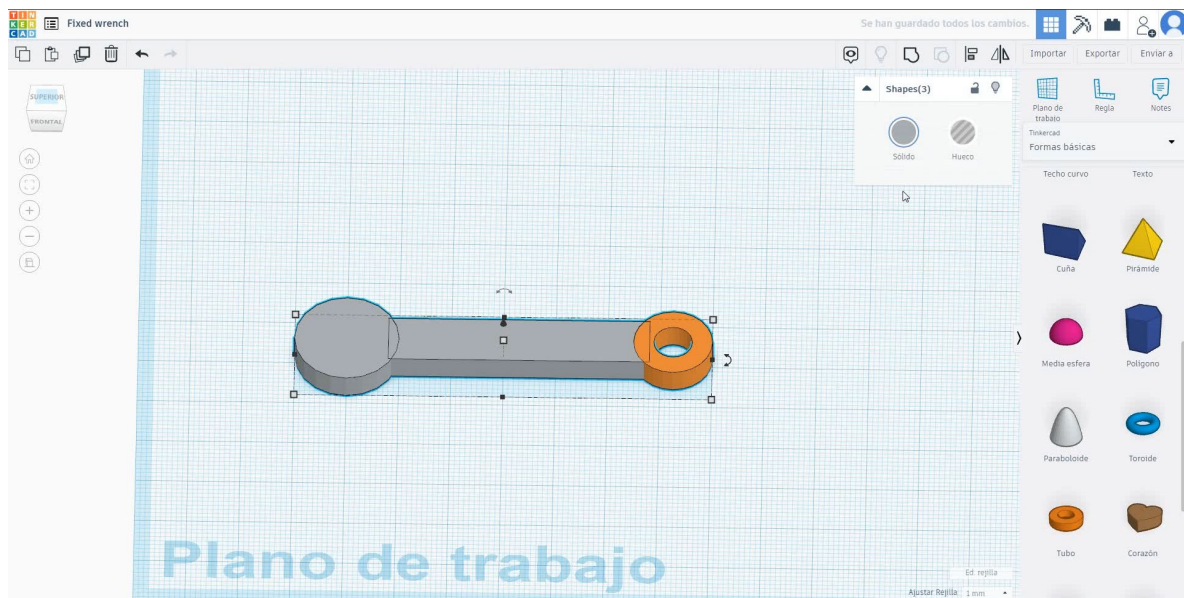 TIN
KER
CAD
Fixed wrench
Se han guardado todos los cambios.
Importar
Exportar
Enviar a
SUPERIOR
FRONTAL
Shapes(3)
Sólido
Hueco
Plano de
trabajo
Regla
Notes
Tinkercad
Formas básicas
Techo curvo
Texto
Cuña
Pirámide
Media esfera
Polígono
Paraboloide
Toroide
Tubo
Corazón
Plano de trabajo
Ed. rejilla
Ajustar Rejilla
1 mm